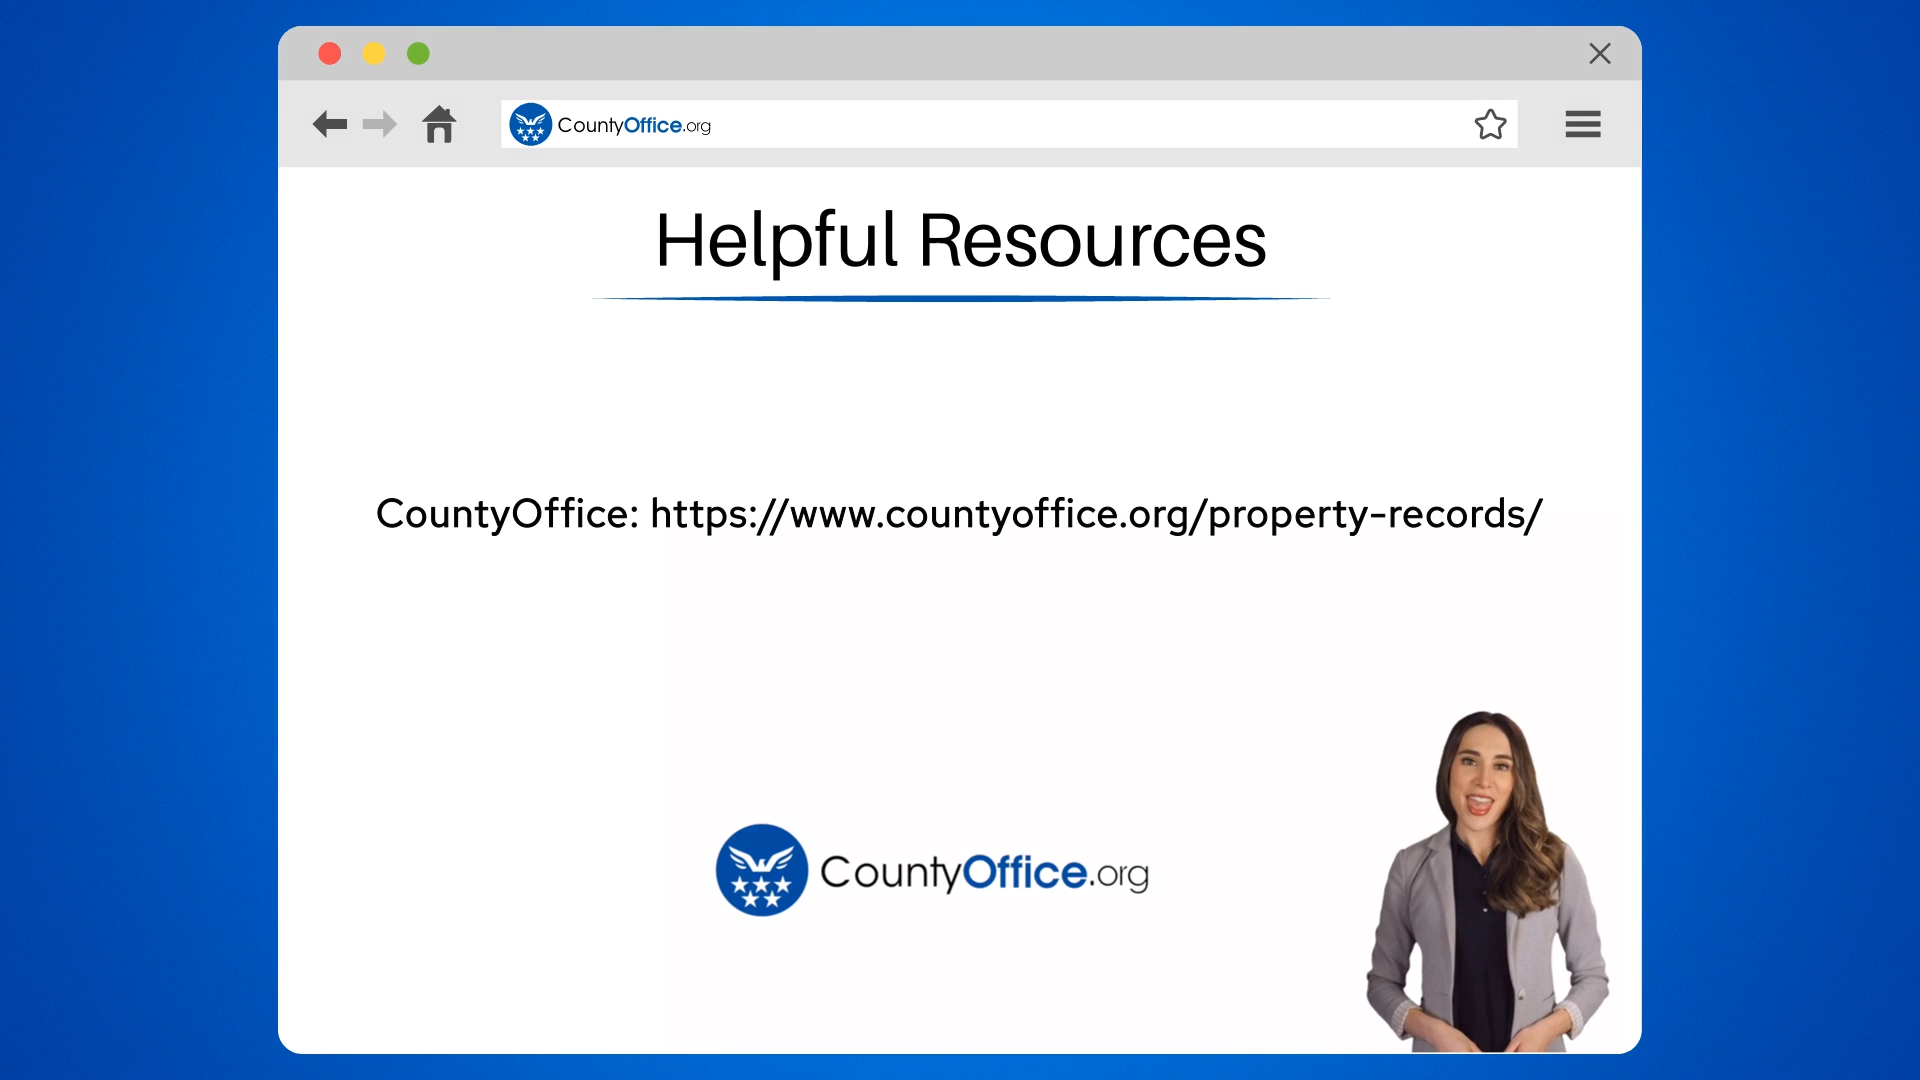 CountyOffice.org
Helpful Resources
CountyOffice: https://www.countyoffice.org/property-records/
CountyOffice.org